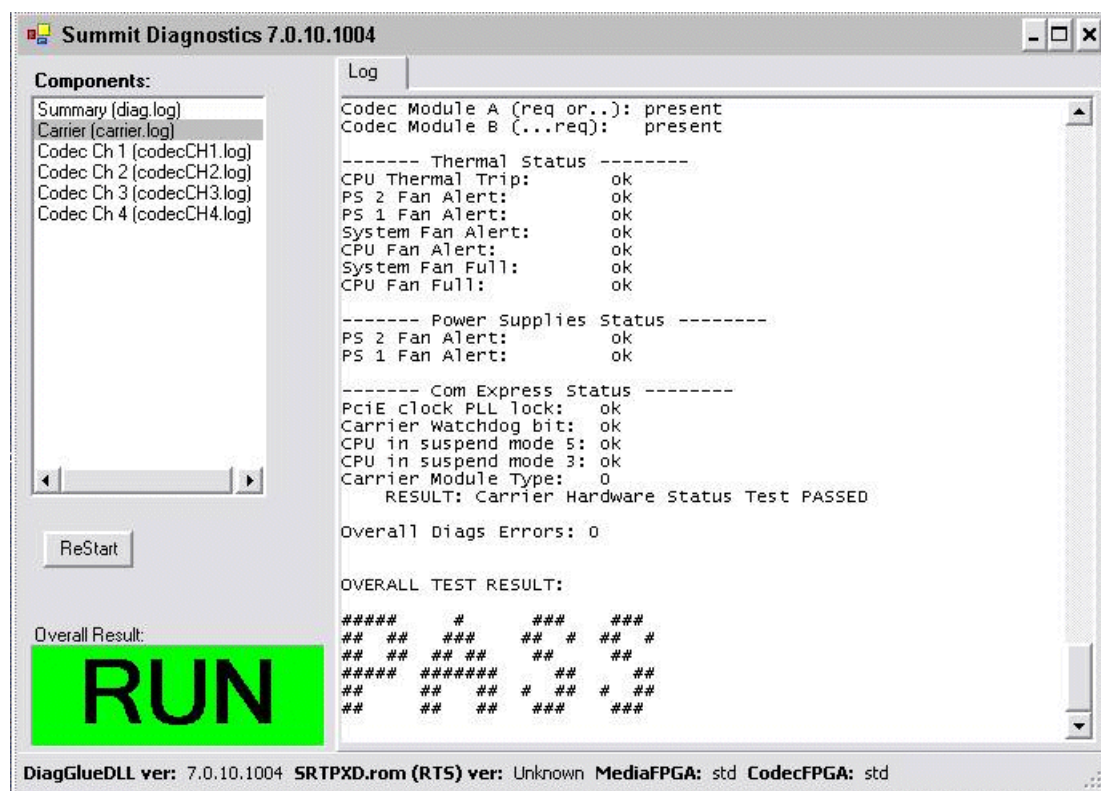 Summit Diagnostics 7.0.10.1004
Components:
Summary (diag.log)
Carrier (carrier.log)
Codec Ch 1 (codecCH1.log)
Codec Ch 2 (codecCH2.log)
Codec Ch 3 (codecCH3.log)
Codec Ch 4 (codecCH4.log)
ReStart
Overall Result:
RUN
Log
Codec Module A (req or..): present
Codec Module B (...req): present
------- Thermal Status --------
CPU Thermal Trip: ok
PS 2 Fan Alert: ok
PS 1 Fan Alert: ok
System Fan Alert: ok
CPU Fan Alert: ok
System Fan Full: ok
CPU Fan Full: ok
------- Power Supplies Status --------
PS 2 Fan Alert: ok
PS 1 Fan Alert: ok
------- Com Express Status --------
PciE clock PLL lock: ok
Carrier Watchdog bit: ok
CPU in suspend mode 5: ok
CPU in suspend mode 3: ok
Carrier Module Type: 0
RESULT: Carrier Hardware Status Test PASSED
Overall Diags Errors: 0
OVERALL TEST RESULT:
PASS
DiagGlueDLL ver: 7.0.10.1004 SRTPXD.rom (RTS) ver: Unknown MediaFPGA: std CodecFPGA: std